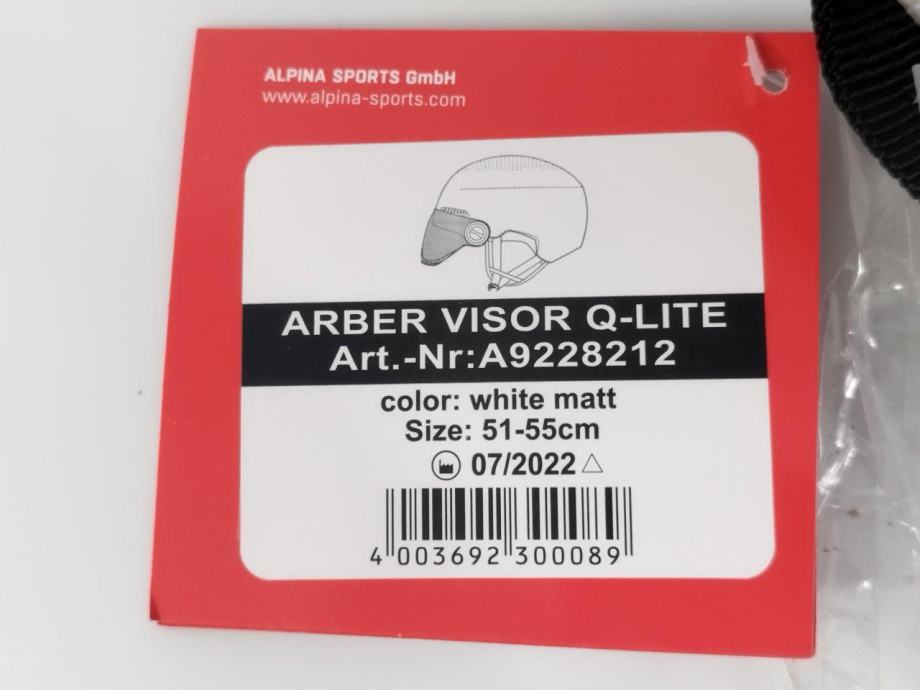 ALPINA SPORTS GmbH
www.alpina-sports.com
ARBER VISOR Q-LITE
Art.-Nr:A9228212
color: white matt
Size: 51-55cm
07/2022
4 003692 300089